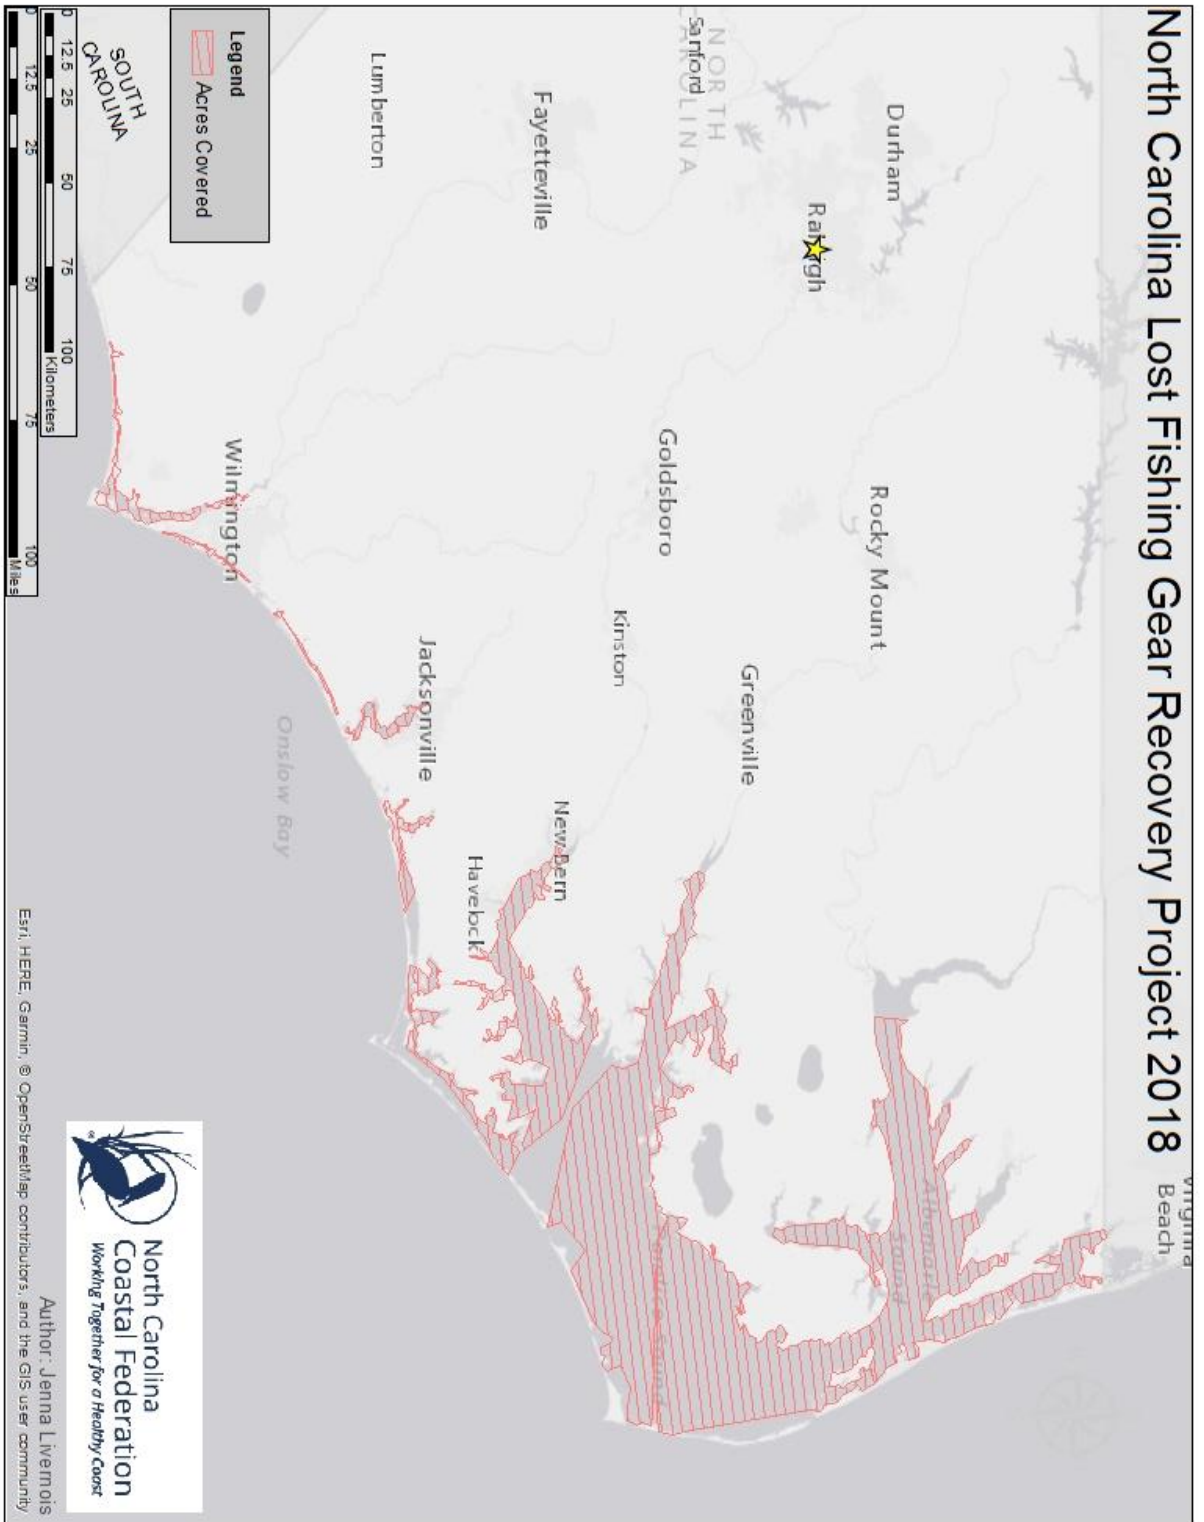 North Carolina Lost Fishing Gear Recovery Project 2018
Virginia
Beach
Durham
Rocky Mount
Raleigh
NORTH
CAROLINA
Sanford
Greenville
Goldsboro
Kinston
Albemarle
Sound
Pamlico Sound
Fayetteville
New Bern
Havelock
Jacksonville
Lumberton
Wilmington
Onslow Bay
Legend
Acres Covered
SOUTH
CAROLINA
0 12.5 25 50 75 100
Kilometers
0 12.5 25 50 75 100
Miles
North Carolina
Coastal Federation
Working Together for a Healthy Coast
Author: Jenna Livernois
Esri, HERE, Garmin, © OpenStreetMap contributors, and the GIS user community